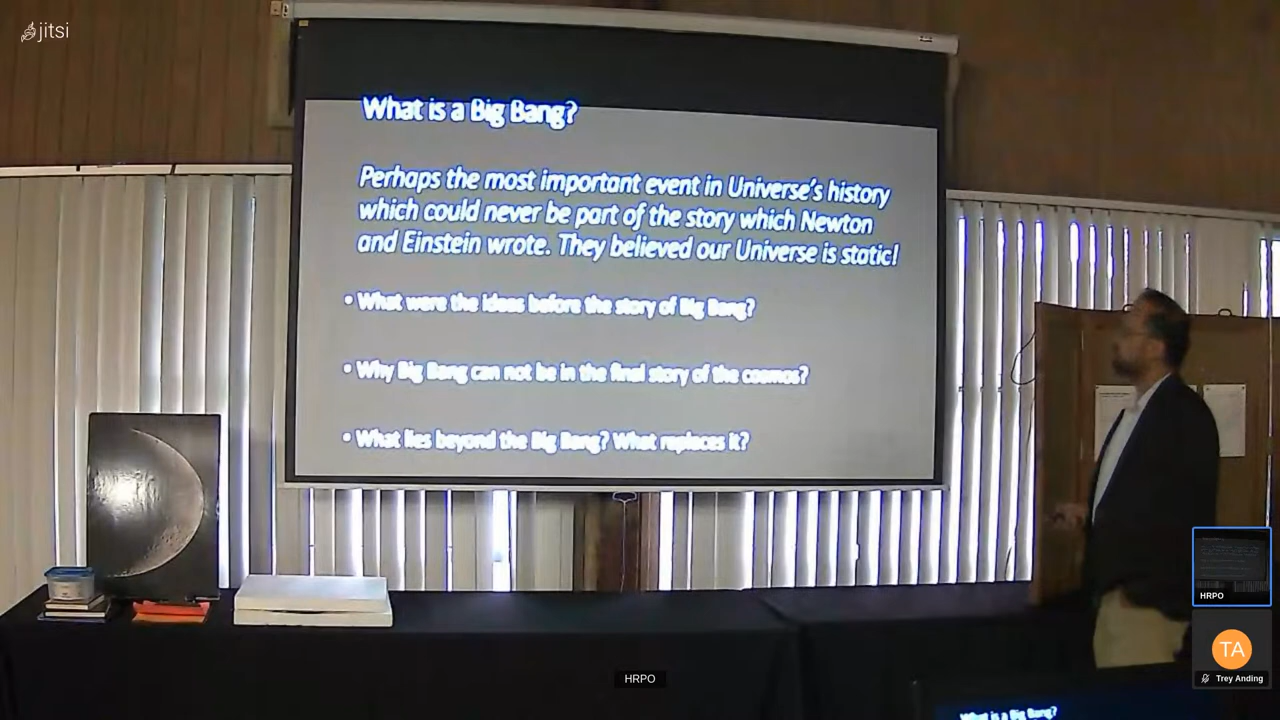 jitsi
What is a Big Bang?
Perhaps the most important event in Universe's history
which could never be part of the story which Newton
and Einstein wrote. They believed our Universe is static!
• What were the ideas before the story of Big Bang?
• Why Big Bang can not be in the final story of the cosmos?
• What lies beyond the Big Bang? What replaces it?
HRPO
TA
Trey Anding
HRPO
What is a Big Bang?